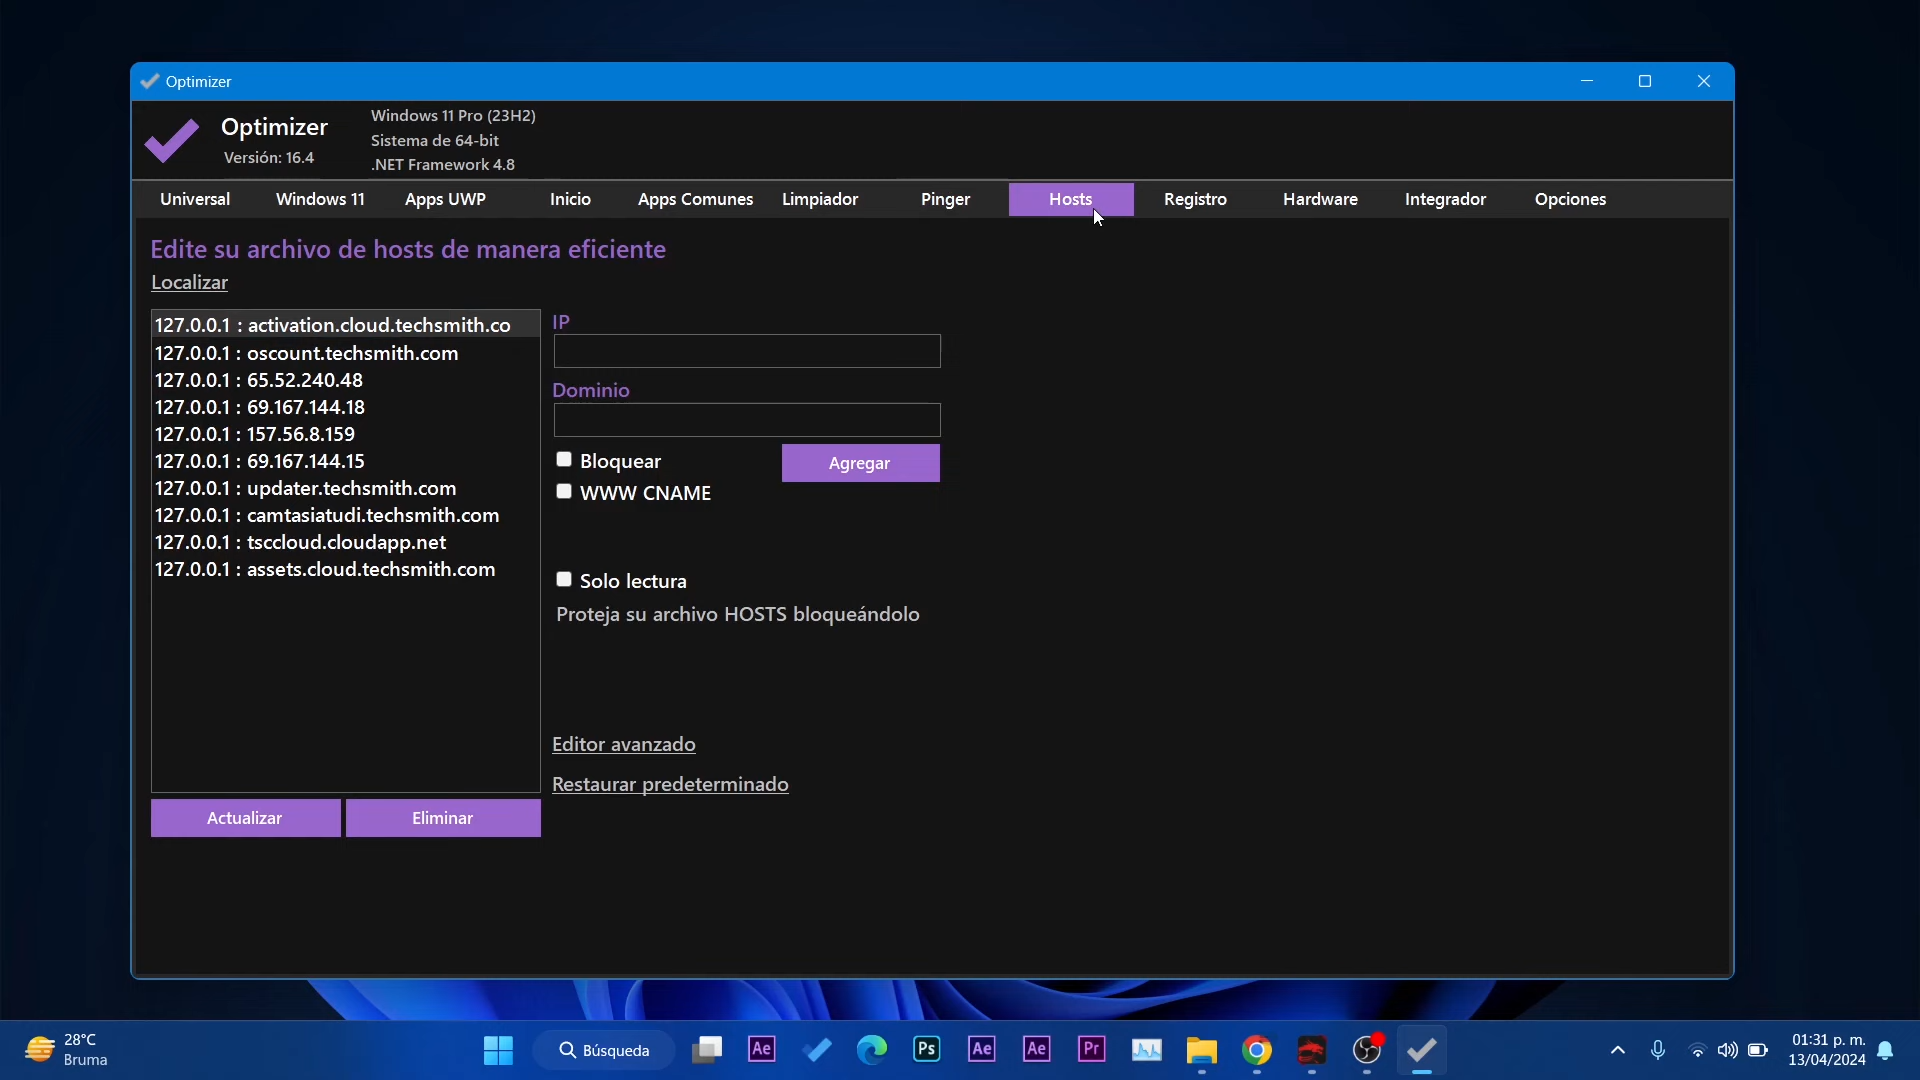 Optimizer
Optimizer
Versión: 16.4
Windows 11 Pro (23H2)
Sistema de 64-bit
.NET Framework 4.8
Universal Windows 11 Apps UWP Inicio Apps Comunes Limpiador Pinger Hosts Registro Hardware Integrador Opciones
Edite su archivo de hosts de manera eficiente
Localizar
127.0.0.1 : activation.cloud.techsmith.co
127.0.0.1 : oscount.techsmith.com
127.0.0.1 : 65.52.240.48
127.0.0.1 : 69.167.144.18
127.0.0.1 : 157.56.8.159
127.0.0.1 : 69.167.144.15
127.0.0.1 : updater.techsmith.com
127.0.0.1 : camtasiatudi.techsmith.com
127.0.0.1 : tsccloud.cloudapp.net
127.0.0.1 : assets.cloud.techsmith.com
Actualizar Eliminar
IP
Dominio
Bloquear
Agregar
WWW CNAME
Solo lectura
Proteja su archivo HOSTS bloqueándolo
Editor avanzado
Restaurar predeterminado
28°C
Bruma
Búsqueda
Ae
Ps
Ae
Ae
Pr
01:31 p. m.
13/04/2024